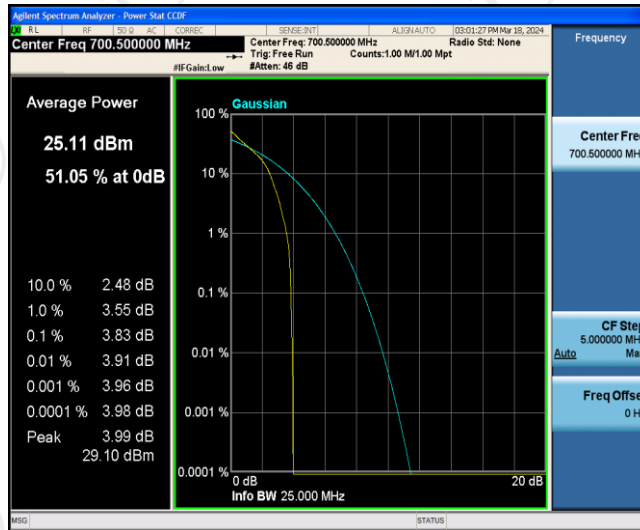 Agilent Spectrum Analyzer - Power Stat CCDF
RL RF 50 Ω AC CORREC SENSE:INT ALIGNAUTO 03:01:27 PM Mar 18, 2024
Center Freq 700.500000 MHz
Center Freq: 700.500000 MHz Radio Std: None
Trig: Free Run Counts:1.00 M/1.00 Mpt
#IFGain:Low #Atten: 46 dB
Frequency
Average Power
25.11 dBm
51.05 % at 0dB
10.0 % 2.48 dB
1.0 % 3.55 dB
0.1 % 3.83 dB
0.01 % 3.91 dB
0.001 % 3.96 dB
0.0001 % 3.98 dB
Peak 3.99 dB
29.10 dBm
Gaussian
100 %
10 %
1 %
0.1 %
0.01 %
0.001 %
0.0001 %
0 dB 20 dB
Info BW 25.000 MHz
Center Fre
700.500000 MH
CF Step
5.000000 MH
Auto Ma
Freq Offse
0 H
MSG STATUS